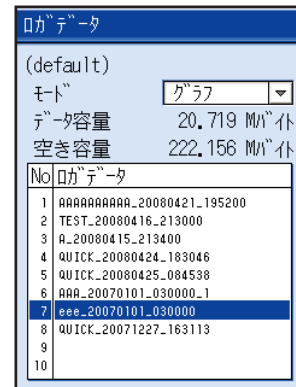 ﾛｶﾞﾃﾞｰﾀ
(default)
ﾓｰﾄﾞ ｸﾞﾗﾌ
ﾃﾞｰﾀ容量 20.719 Mﾊﾞｲﾄ
空き容量 222.156 Mﾊﾞｲﾄ
No ﾛｶﾞﾃﾞｰﾀ
1 AAAAAAAAAA_20080421_195200
2 TEST_20080416_213000
3 A_20080415_213400
4 QUICK_20080424_183046
5 QUICK_20080425_084538
6 AAA_20070101_030000_1
7 eee_20070101_030000
8 QUICK_20071227_163113
9
10